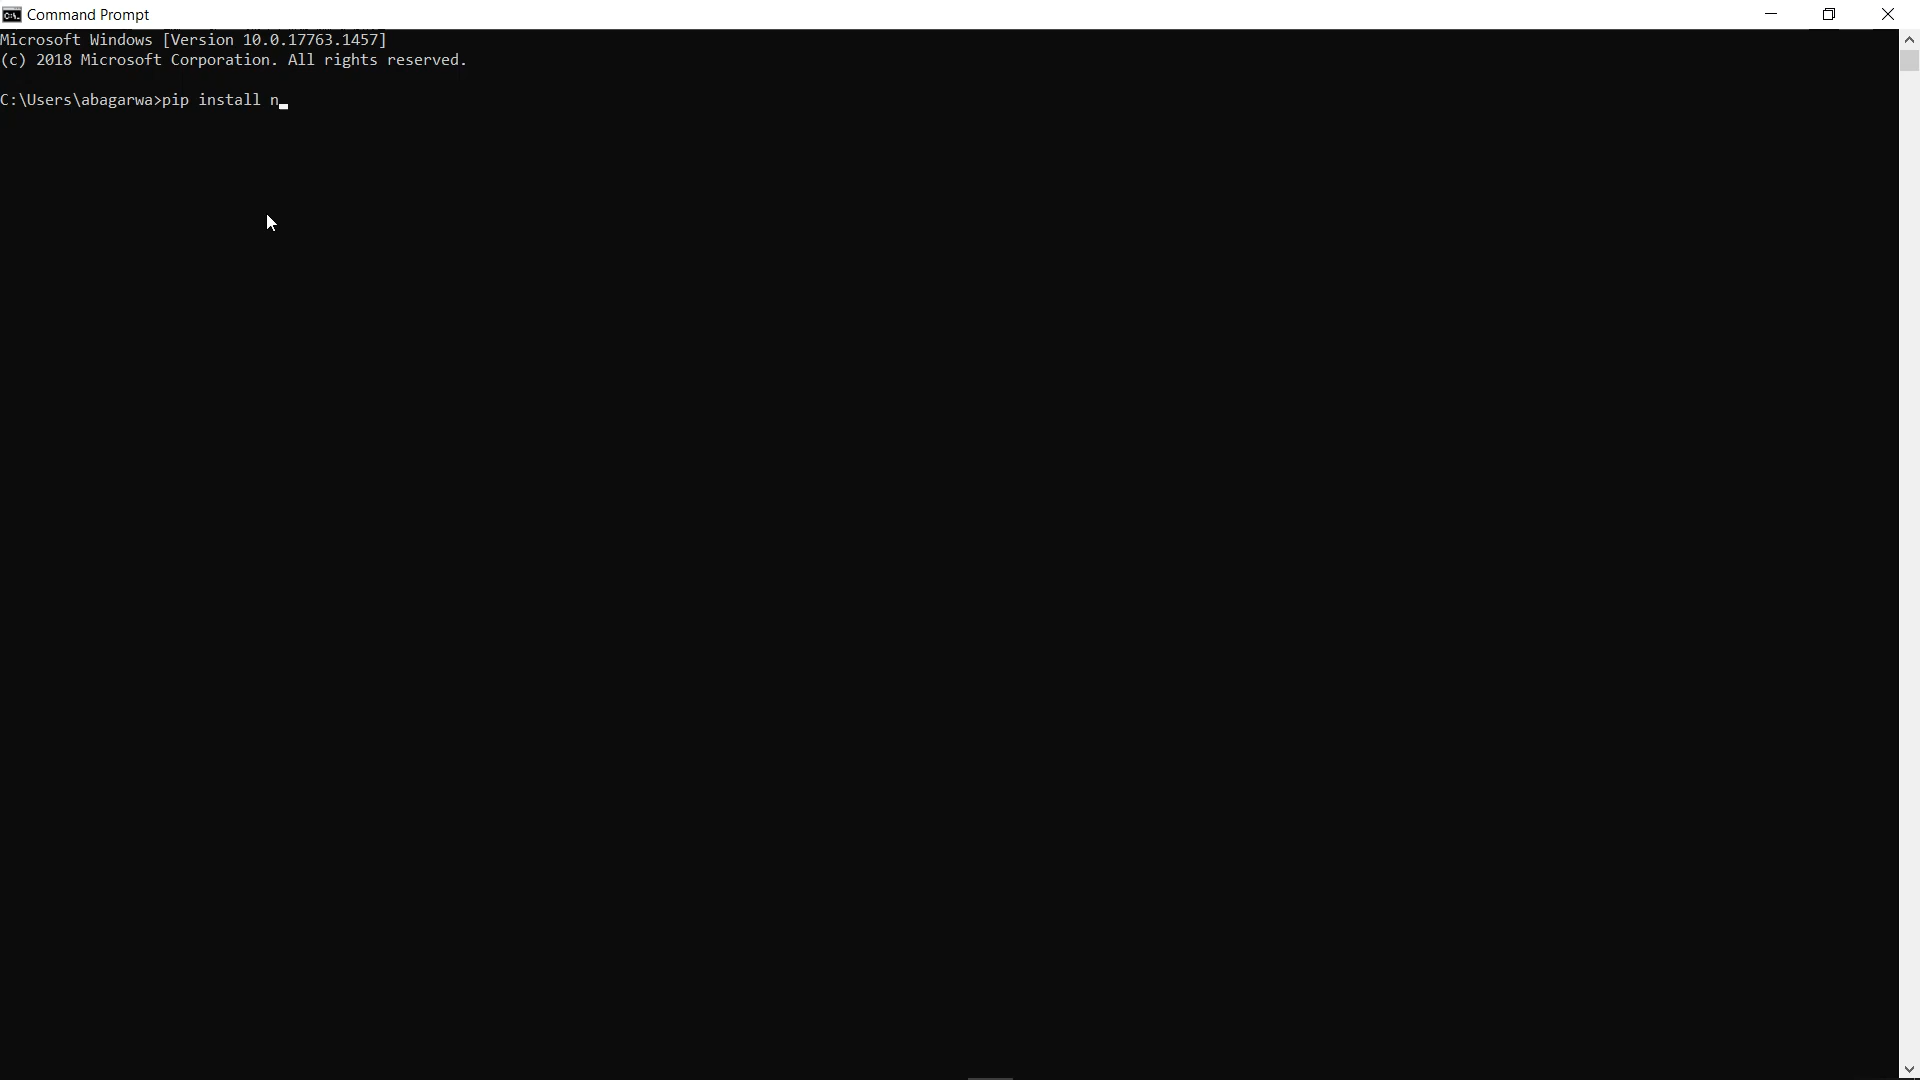 Command Prompt
Microsoft Windows [Version 10.0.17763.1457]
(c) 2018 Microsoft Corporation. All rights reserved.
C:\Users\abagarwa>pip install n